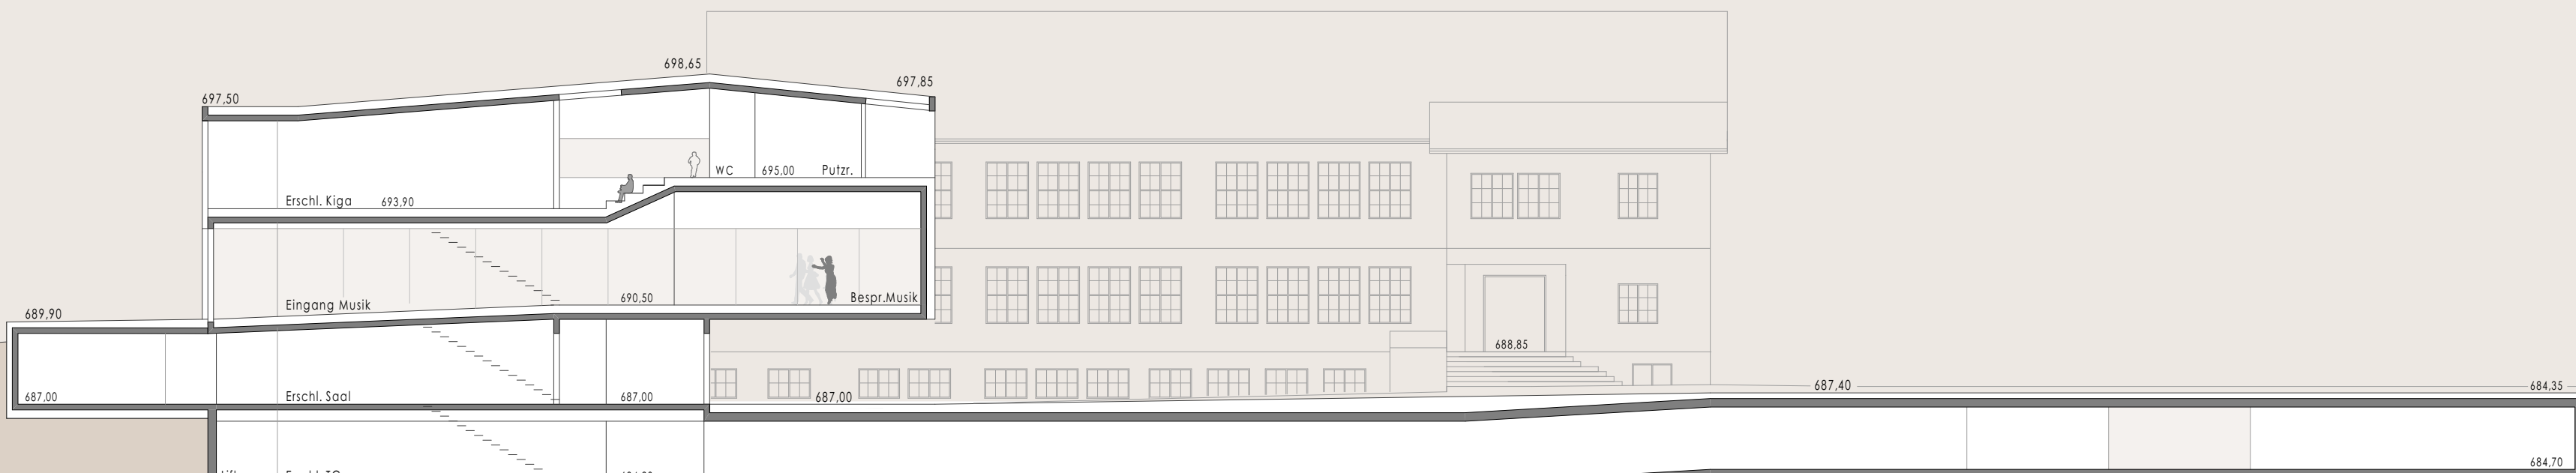 698,65
697,85
697,50
WC 695,00 Putzr.
Erschl. Kiga 693,90
Eingang Musik 690,50 Bespr.Musik
689,90
688,85
687,40 684,35
687,00 Erschl. Saal 687,00 687,00
684,70